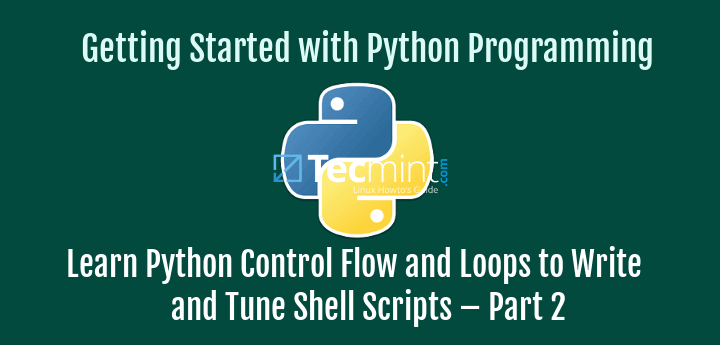 Getting Started with Python Programming
Tecmint.com
Linux Howto's Guide
Learn Python Control Flow and Loops to Write
and Tune Shell Scripts – Part 2